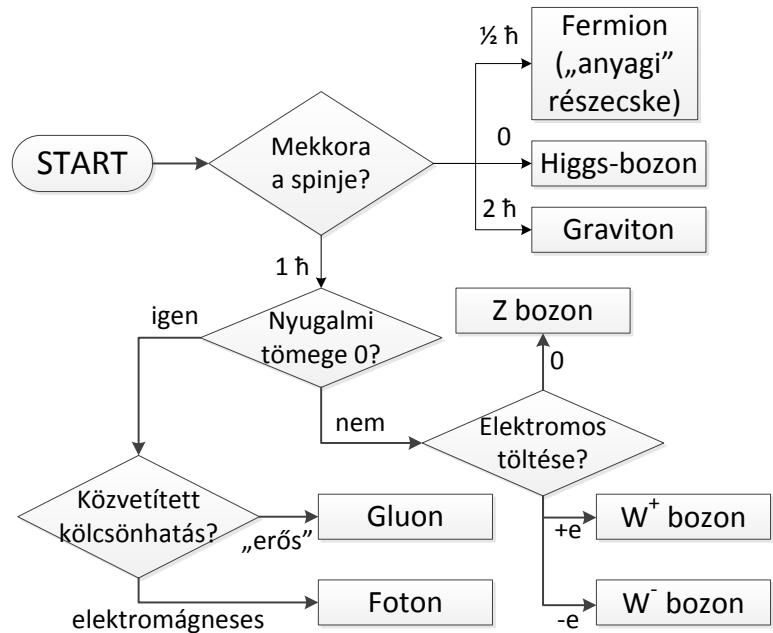 ½ ħ
Fermion
(„anyagi”
részecske)
START
Mekkora
a spinje?
0
Higgs-bozon
2 ħ
Graviton
1 ħ
igen
Nyugalmi
tömege 0?
Z bozon
0
nem
Elektromos
töltése?
Közvetített
kölcsönhatás?
„erős”
Gluon
+e
W⁺ bozon
elektromágneses
Foton
-e
W⁻ bozon